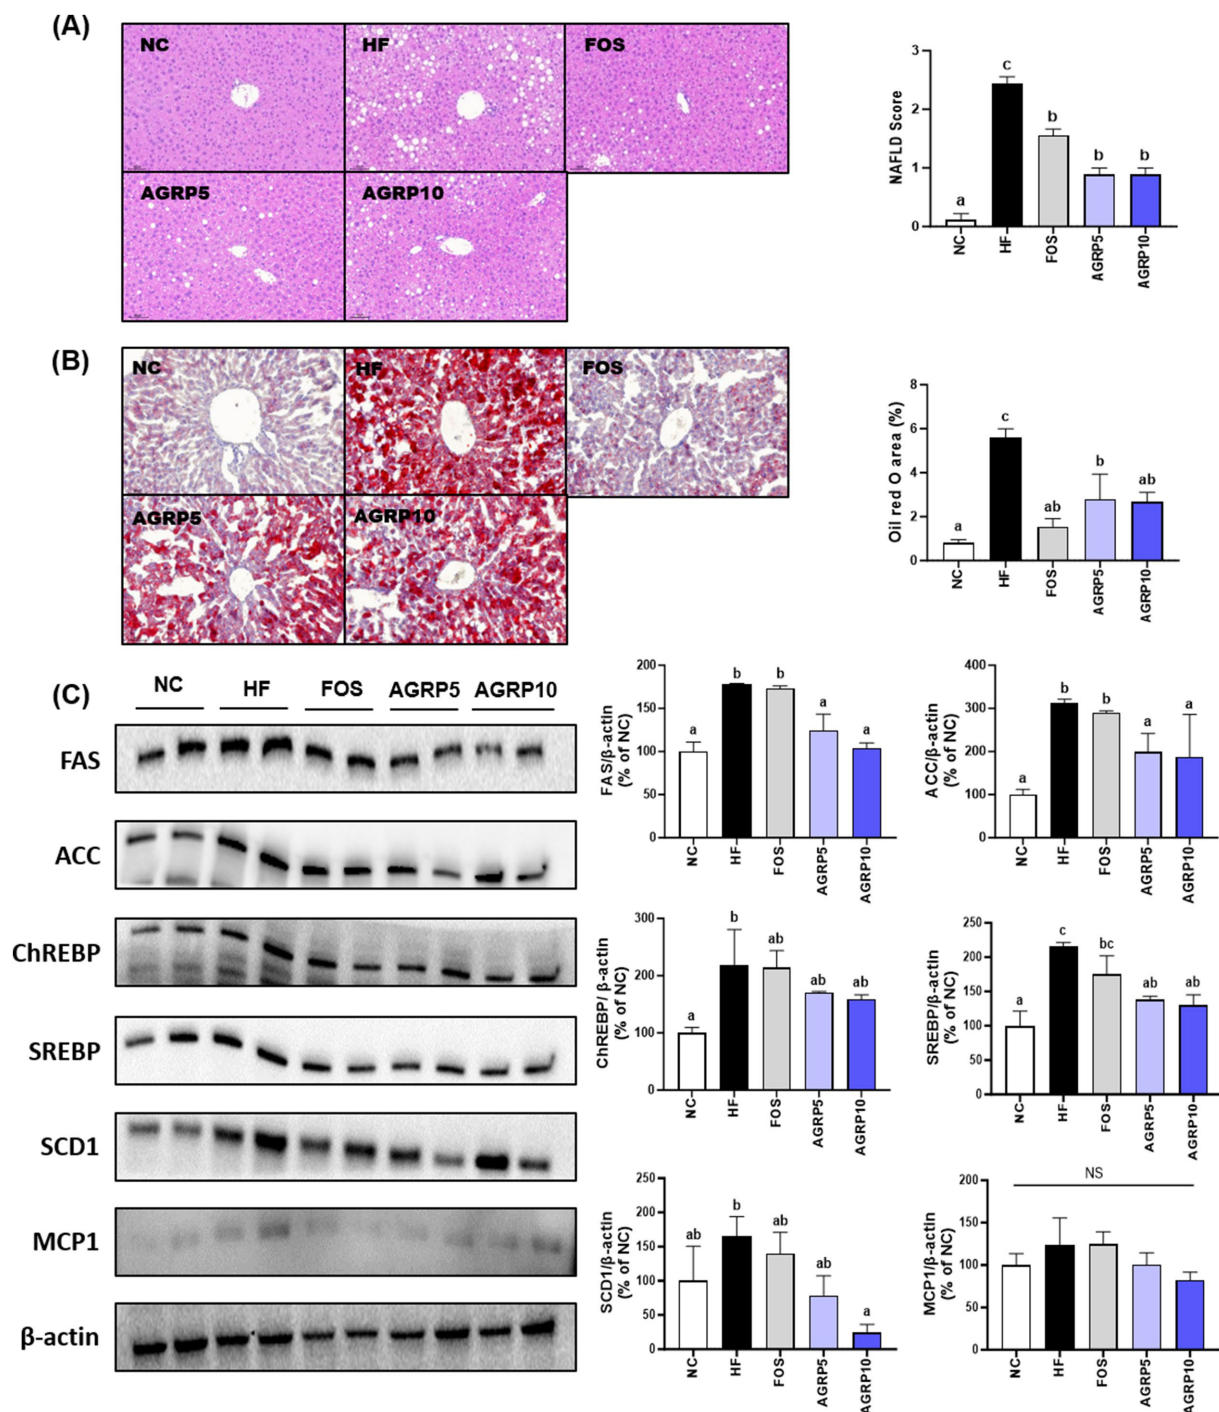 (A)
NC
HF
FOS
AGRP5
AGRP10
NAFLD Score
3
2
1
0
a
c
b
b
b
NC
HF
FOS
AGRP5
AGRP10
(B)
NC
HF
FOS
AGRP5
AGRP10
Oil red O area (%)
8
6
4
2
0
a
c
ab
b
ab
NC
HF
FOS
AGRP5
AGRP10
(C)
NC HF FOS AGRP5 AGRP10
FAS
ACC
ChREBP
SREBP
SCD1
MCP1
β-actin
FAS/β-actin
(% of NC)
200
150
100
50
0
a
b
b
a
a
NC
HF
FOS
AGRP5
AGRP10
ACC/β-actin
(% of NC)
400
300
200
100
0
a
b
b
a
a
NC
HF
FOS
AGRP5
AGRP10
ChREBP/ β-actin
(% of NC)
300
200
100
0
a
b
ab
ab
ab
NC
HF
FOS
AGRP5
AGRP10
SREBP/β-actin
(% of NC)
250
200
150
100
50
0
a
c
bc
ab
ab
NC
HF
FOS
AGRP5
AGRP10
SCD1/β-actin
(% of NC)
250
200
150
100
50
0
ab
b
ab
ab
a
NC
HF
FOS
AGRP5
AGRP10
MCP1/β-actin
(% of NC)
200
150
100
50
0
NS
NC
HF
FOS
AGRP5
AGRP10